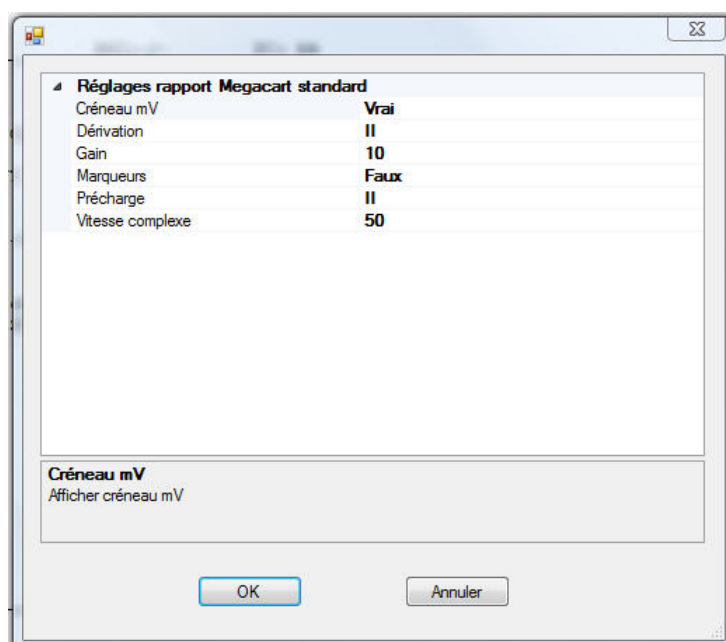 Réglages rapport Megacart standard
Créneau mV Vrai
Dérivation II
Gain 10
Marqueurs Faux
Précharge II
Vitesse complexe 50
Créneau mV
Afficher créneau mV
OK Annuler